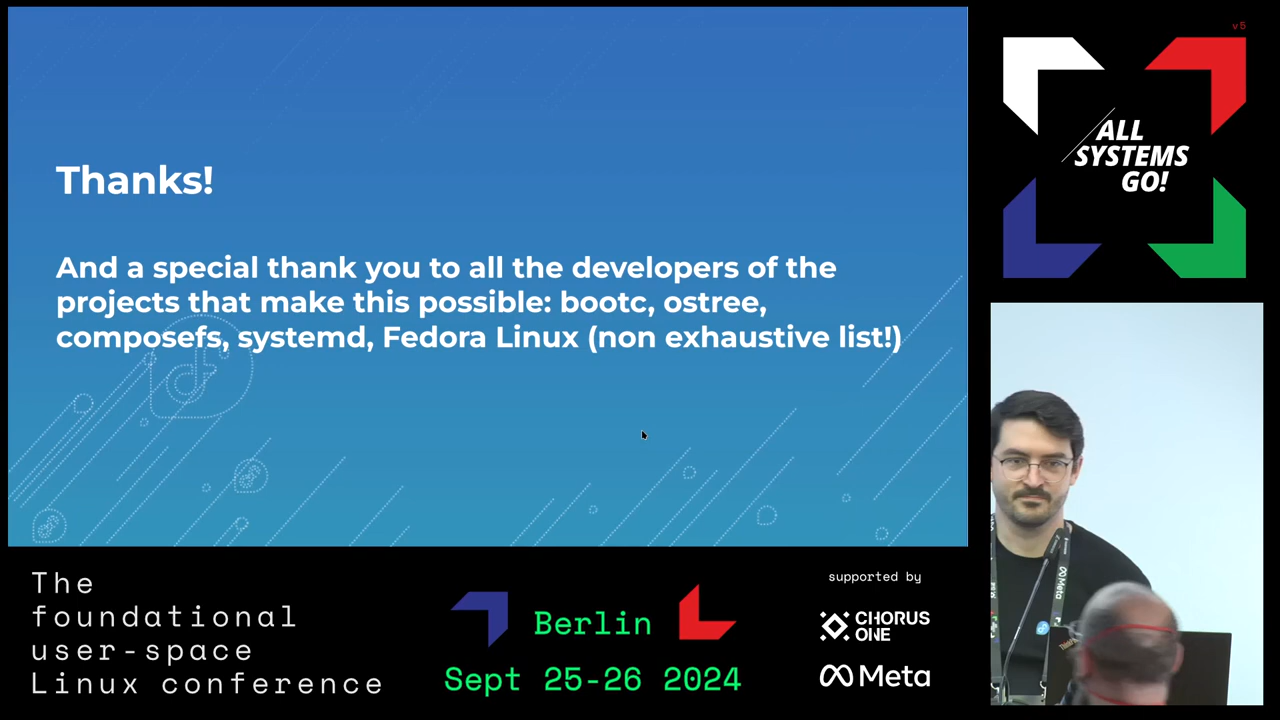 Thanks!
And a special thank you to all the developers of the
projects that make this possible: bootc, ostree,
composefs, systemd, Fedora Linux (non exhaustive list!)
v5
ALL
SYSTEMS
GO!
Meta
The
foundational
user-space
Linux conference
Berlin
Sept 25-26 2024
supported by
CHORUS
ONE
Meta